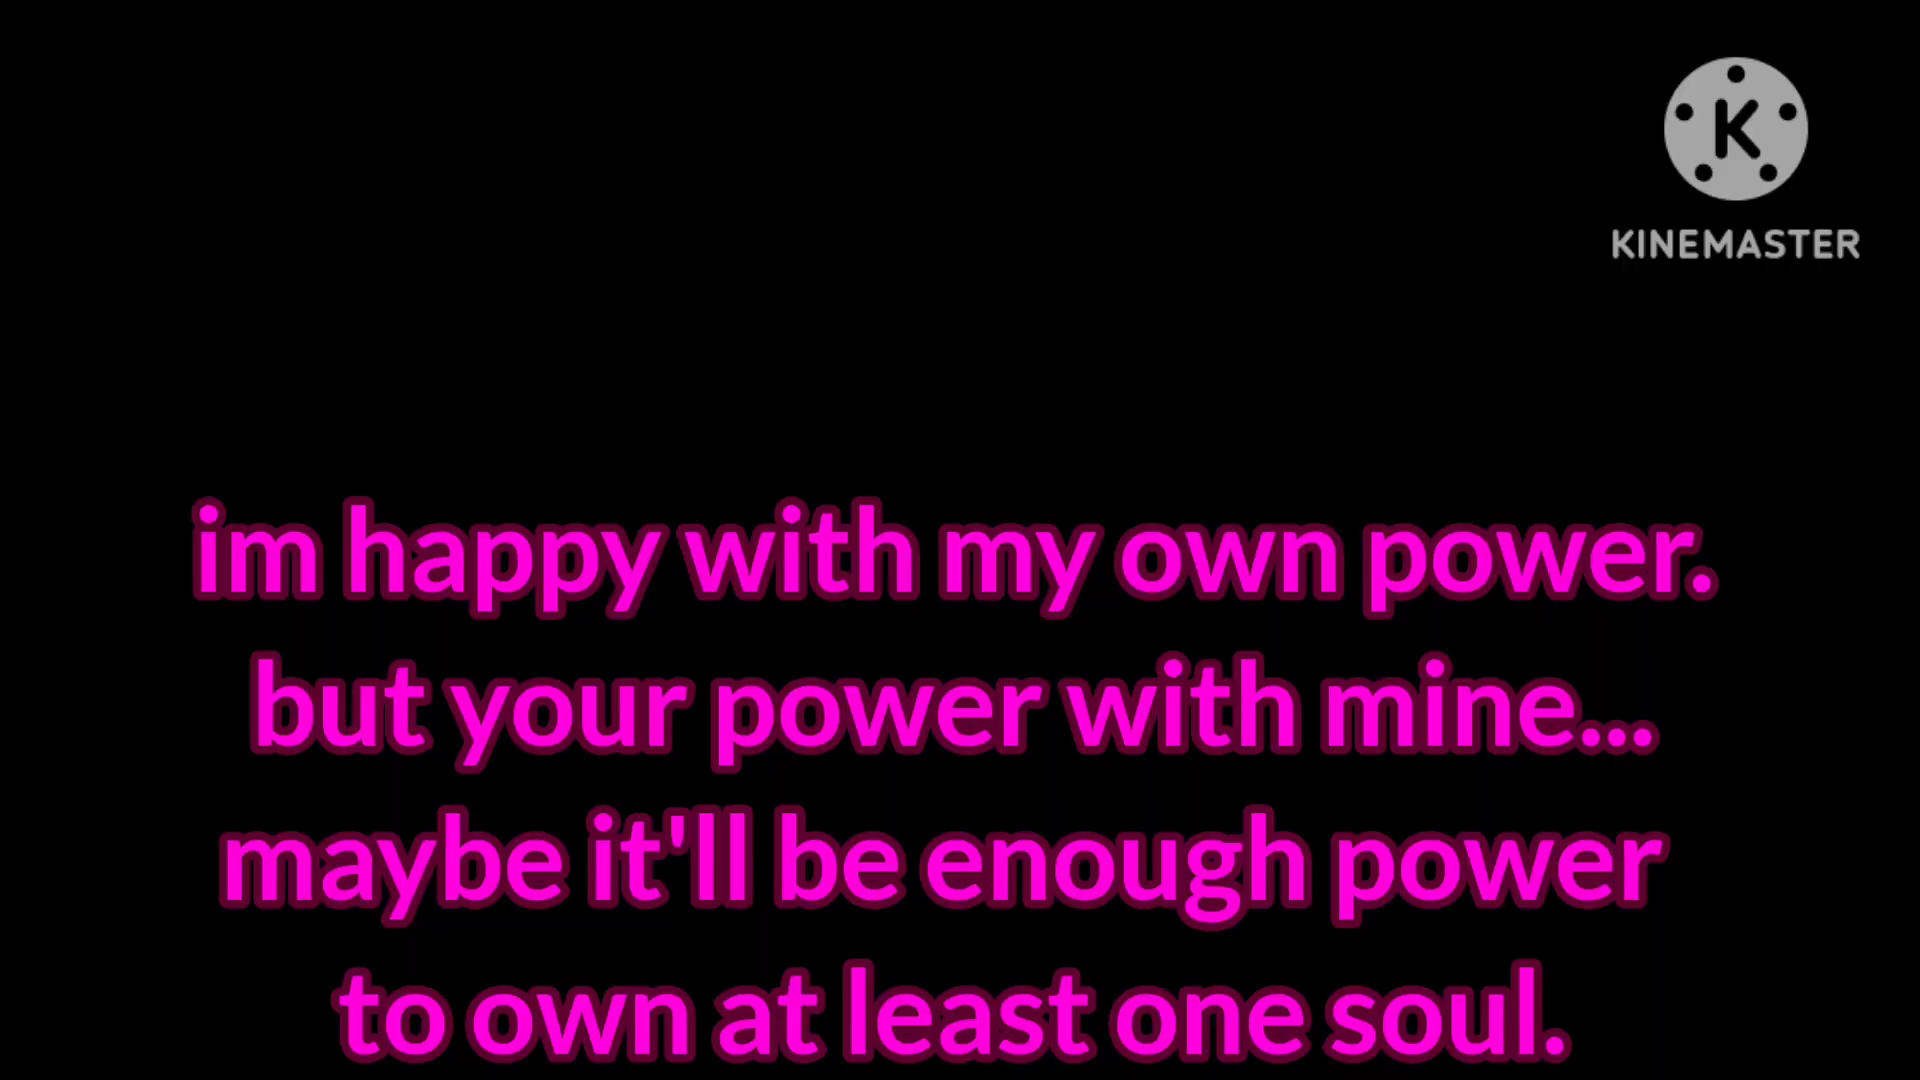 K
KINEMASTER
im happy with my own power.
but your power with mine...
maybe it'll be enough power
to own at least one soul.